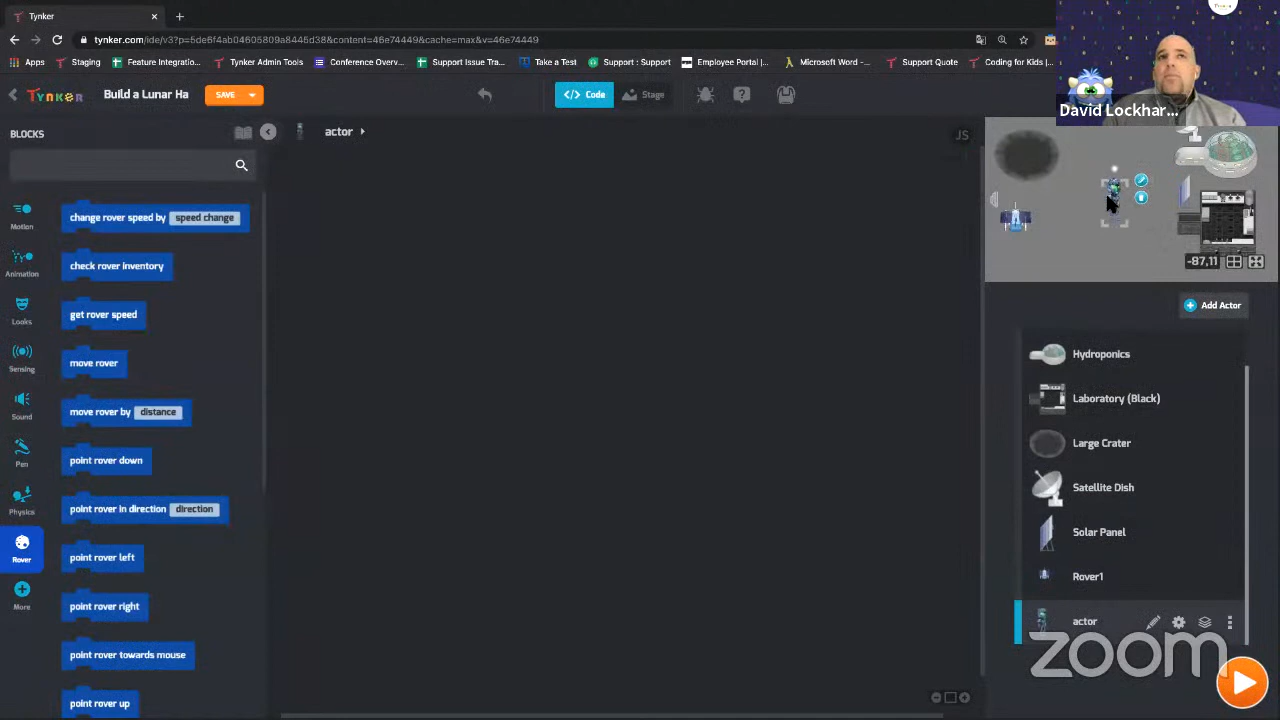 Tynker
tynker.com/ide/v3?p=5de6f4ab04605809a8445d38&content=46e74449&cache=max&v=46e74449
Apps Staging Feature Integratio... Tynker Admin Tools Conference Overv... Support Issue Tra... Take a Test Support : Support Employee Portal |... Microsoft Word -... Support Quote Coming for Kids |...
TYNKER Build a Lunar Ha SAVE </> Code Stage
David Lockhar...
BLOCKS
actor
JS
Motion
Animation
Looks
Sensing
Sound
Pen
Physics
Rover
More
change rover speed by speed change
check rover inventory
get rover speed
move rover
move rover by distance
point rover down
point rover in direction direction
point rover left
point rover right
point rover towards mouse
point rover up
-87,11
Add Actor
Hydroponics
Laboratory (Black)
Large Crater
Satellite Dish
Solar Panel
Rover1
actor
zoom